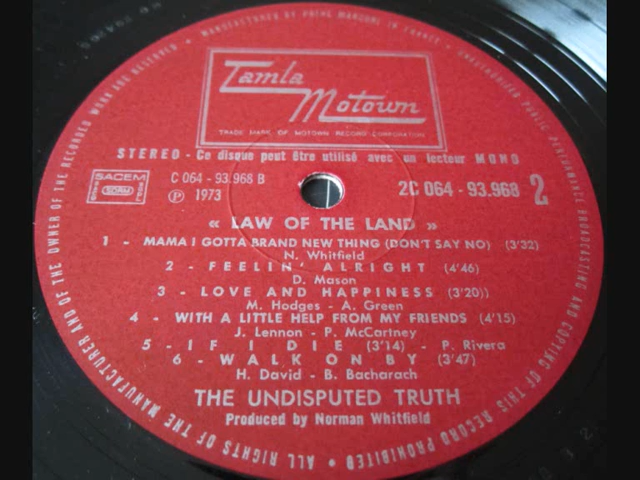 MANUFACTURED BY PATHE MARCONI IN FRANCE
Tamla
Motown
TRADE MARK OF MOTOWN RECORD CORPORATION
STEREO - Ce disque peut être utilisé avec un lecteur MONO
SACEM
C 064 - 93.968 B
Ⓟ 1973
2C 064 - 93.968 2
« LAW OF THE LAND »
1 - MAMA I GOTTA BRAND NEW THING (DON'T SAY NO) (3'32)
N. Whitfield
2 - FEELIN' ALRIGHT (4'46)
D. Mason
3 - LOVE AND HAPPINESS (3'20))
M. Hodges - A. Green
4 - WITH A LITTLE HELP FROM MY FRIENDS (4'15)
J. Lennon - P. McCartney
5 - IF I DIE (3'14) - P. Rivera
6 - WALK ON BY (3'47)
H. David - B. Bacharach
THE UNDISPUTED TRUTH
Produced by Norman Whitfield
ALL RIGHTS OF THE MANUFACTURER AND OF THE OWNER OF THE RECORDED WORK ARE RESERVED
UNAUTHORIZED PUBLIC PERFORMANCE BROADCASTING AND COPYING OF THIS RECORD PROHIBITED